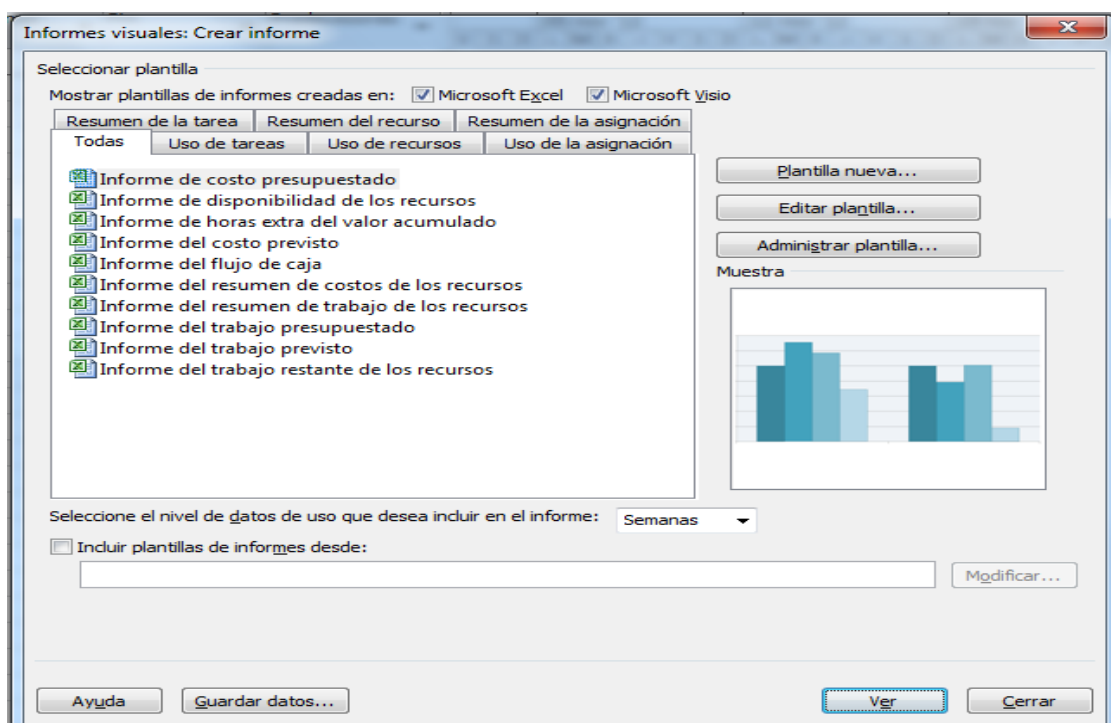 Informes visuales: Crear informe
Seleccionar plantilla
Mostrar plantillas de informes creadas en: Microsoft Excel Microsoft Visio
Resumen de la tarea Resumen del recurso Resumen de la asignación
Todas Uso de tareas Uso de recursos Uso de la asignación
Informe de costo presupuestado
Informe de disponibilidad de los recursos
Informe de horas extra del valor acumulado
Informe del costo previsto
Informe del flujo de caja
Informe del resumen de costos de los recursos
Informe del resumen de trabajo de los recursos
Informe del trabajo presupuestado
Informe del trabajo previsto
Informe del trabajo restante de los recursos
Plantilla nueva...
Editar plantilla...
Administrar plantilla...
Muestra
Seleccione el nivel de datos de uso que desea incluir en el informe: Semanas
Incluir plantillas de informes desde:
Modificar...
Ayuda Guardar datos... Ver Cerrar